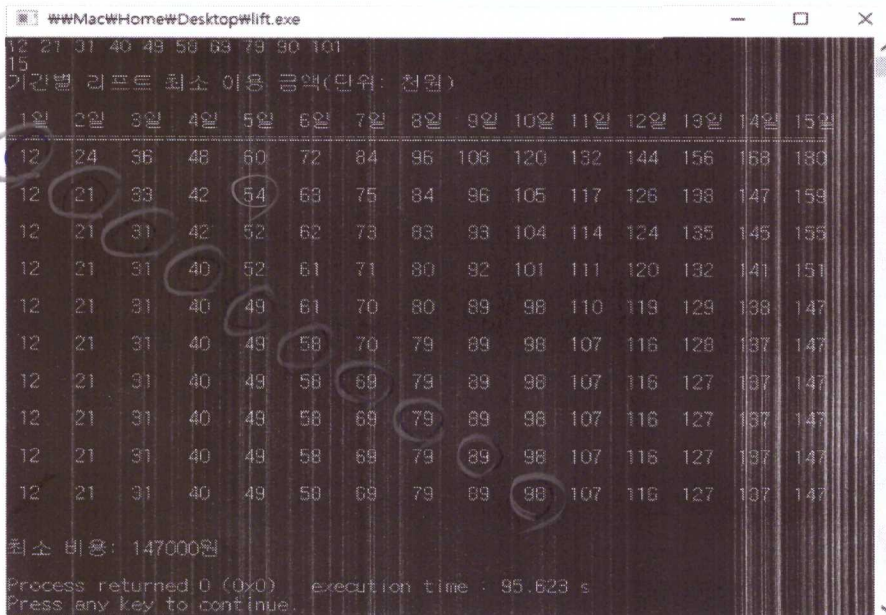 ₩₩Mac₩Home₩Desktop₩lift.exe
12 21 31 40 49 58 69 79 90 101
15
기간별 리프트 최소 이용 금액(단위: 천원)
1일 2일 3일 4일 5일 6일 7일 8일 9일 10일 11일 12일 13일 14일 15일
12 24 36 48 60 72 84 96 108 120 132 144 156 168 180
12 21 33 42 54 63 75 84 96 105 117 126 138 147 159
12 21 31 42 52 62 73 83 93 104 114 124 135 145 155
12 21 31 40 52 61 71 80 92 101 111 120 132 141 151
12 21 31 40 49 61 70 80 89 98 110 119 129 138 147
12 21 31 40 49 58 70 79 89 98 107 116 128 137 147
12 21 31 40 49 58 69 79 89 98 107 116 127 137 147
12 21 31 40 49 58 69 79 89 98 107 116 127 137 147
12 21 31 40 49 58 69 79 89 98 107 116 127 137 147
12 21 31 40 49 58 69 79 89 98 107 116 127 137 147
최소 비용: 147000원
Process returned 0 (0x0) execution time : 95.623 s
Press any key to continue.